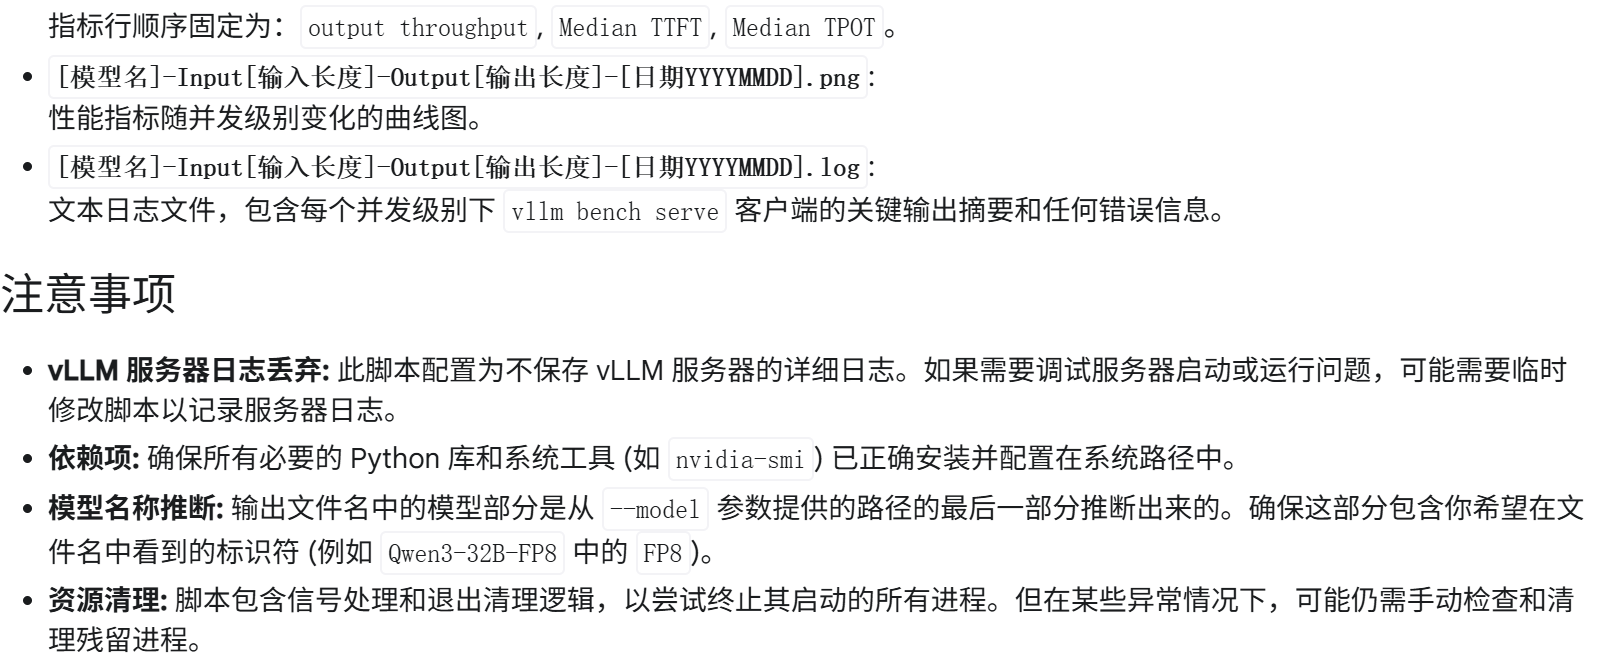 指标行顺序固定为：output throughput, Median TTFT, Median TPOT。
• [模型名]-Input[输入长度]-Output[输出长度]-[日期YYYYMMDD].png：
性能指标随并发级别变化的曲线图。
• [模型名]-Input[输入长度]-Output[输出长度]-[日期YYYYMMDD].log：
文本日志文件，包含每个并发级别下 vllm bench serve 客户端的关键输出摘要和任何错误信息。
注意事项
• vLLM 服务器日志丢弃: 此脚本配置为不保存 vLLM 服务器的详细日志。如果需要调试服务器启动或运行问题，可能需要临时
修改脚本以记录服务器日志。
• 依赖项: 确保所有必要的 Python 库和系统工具 (如 nvidia-smi) 已正确安装并配置在系统路径中。
• 模型名称推断: 输出文件名中的模型部分是从 --model 参数提供的路径的最后一部分推断出来的。确保这部分包含你希望在文
件名中看到的标识符 (例如 Qwen3-32B-FP8 中的 FP8)。
• 资源清理: 脚本包含信号处理和退出清理逻辑，以尝试终止其启动的所有进程。但在某些异常情况下，可能仍需手动检查和清
理残留进程。